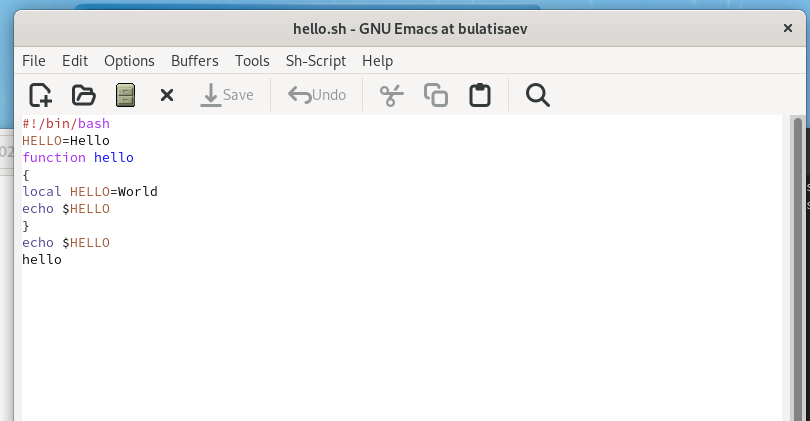 hello.sh - GNU Emacs at bulatisaev
File Edit Options Buffers Tools Sh-Script Help
Save Undo
#!/bin/bash
HELLO=Hello
function hello
{
local HELLO=World
echo $HELLO
}
echo $HELLO
hello